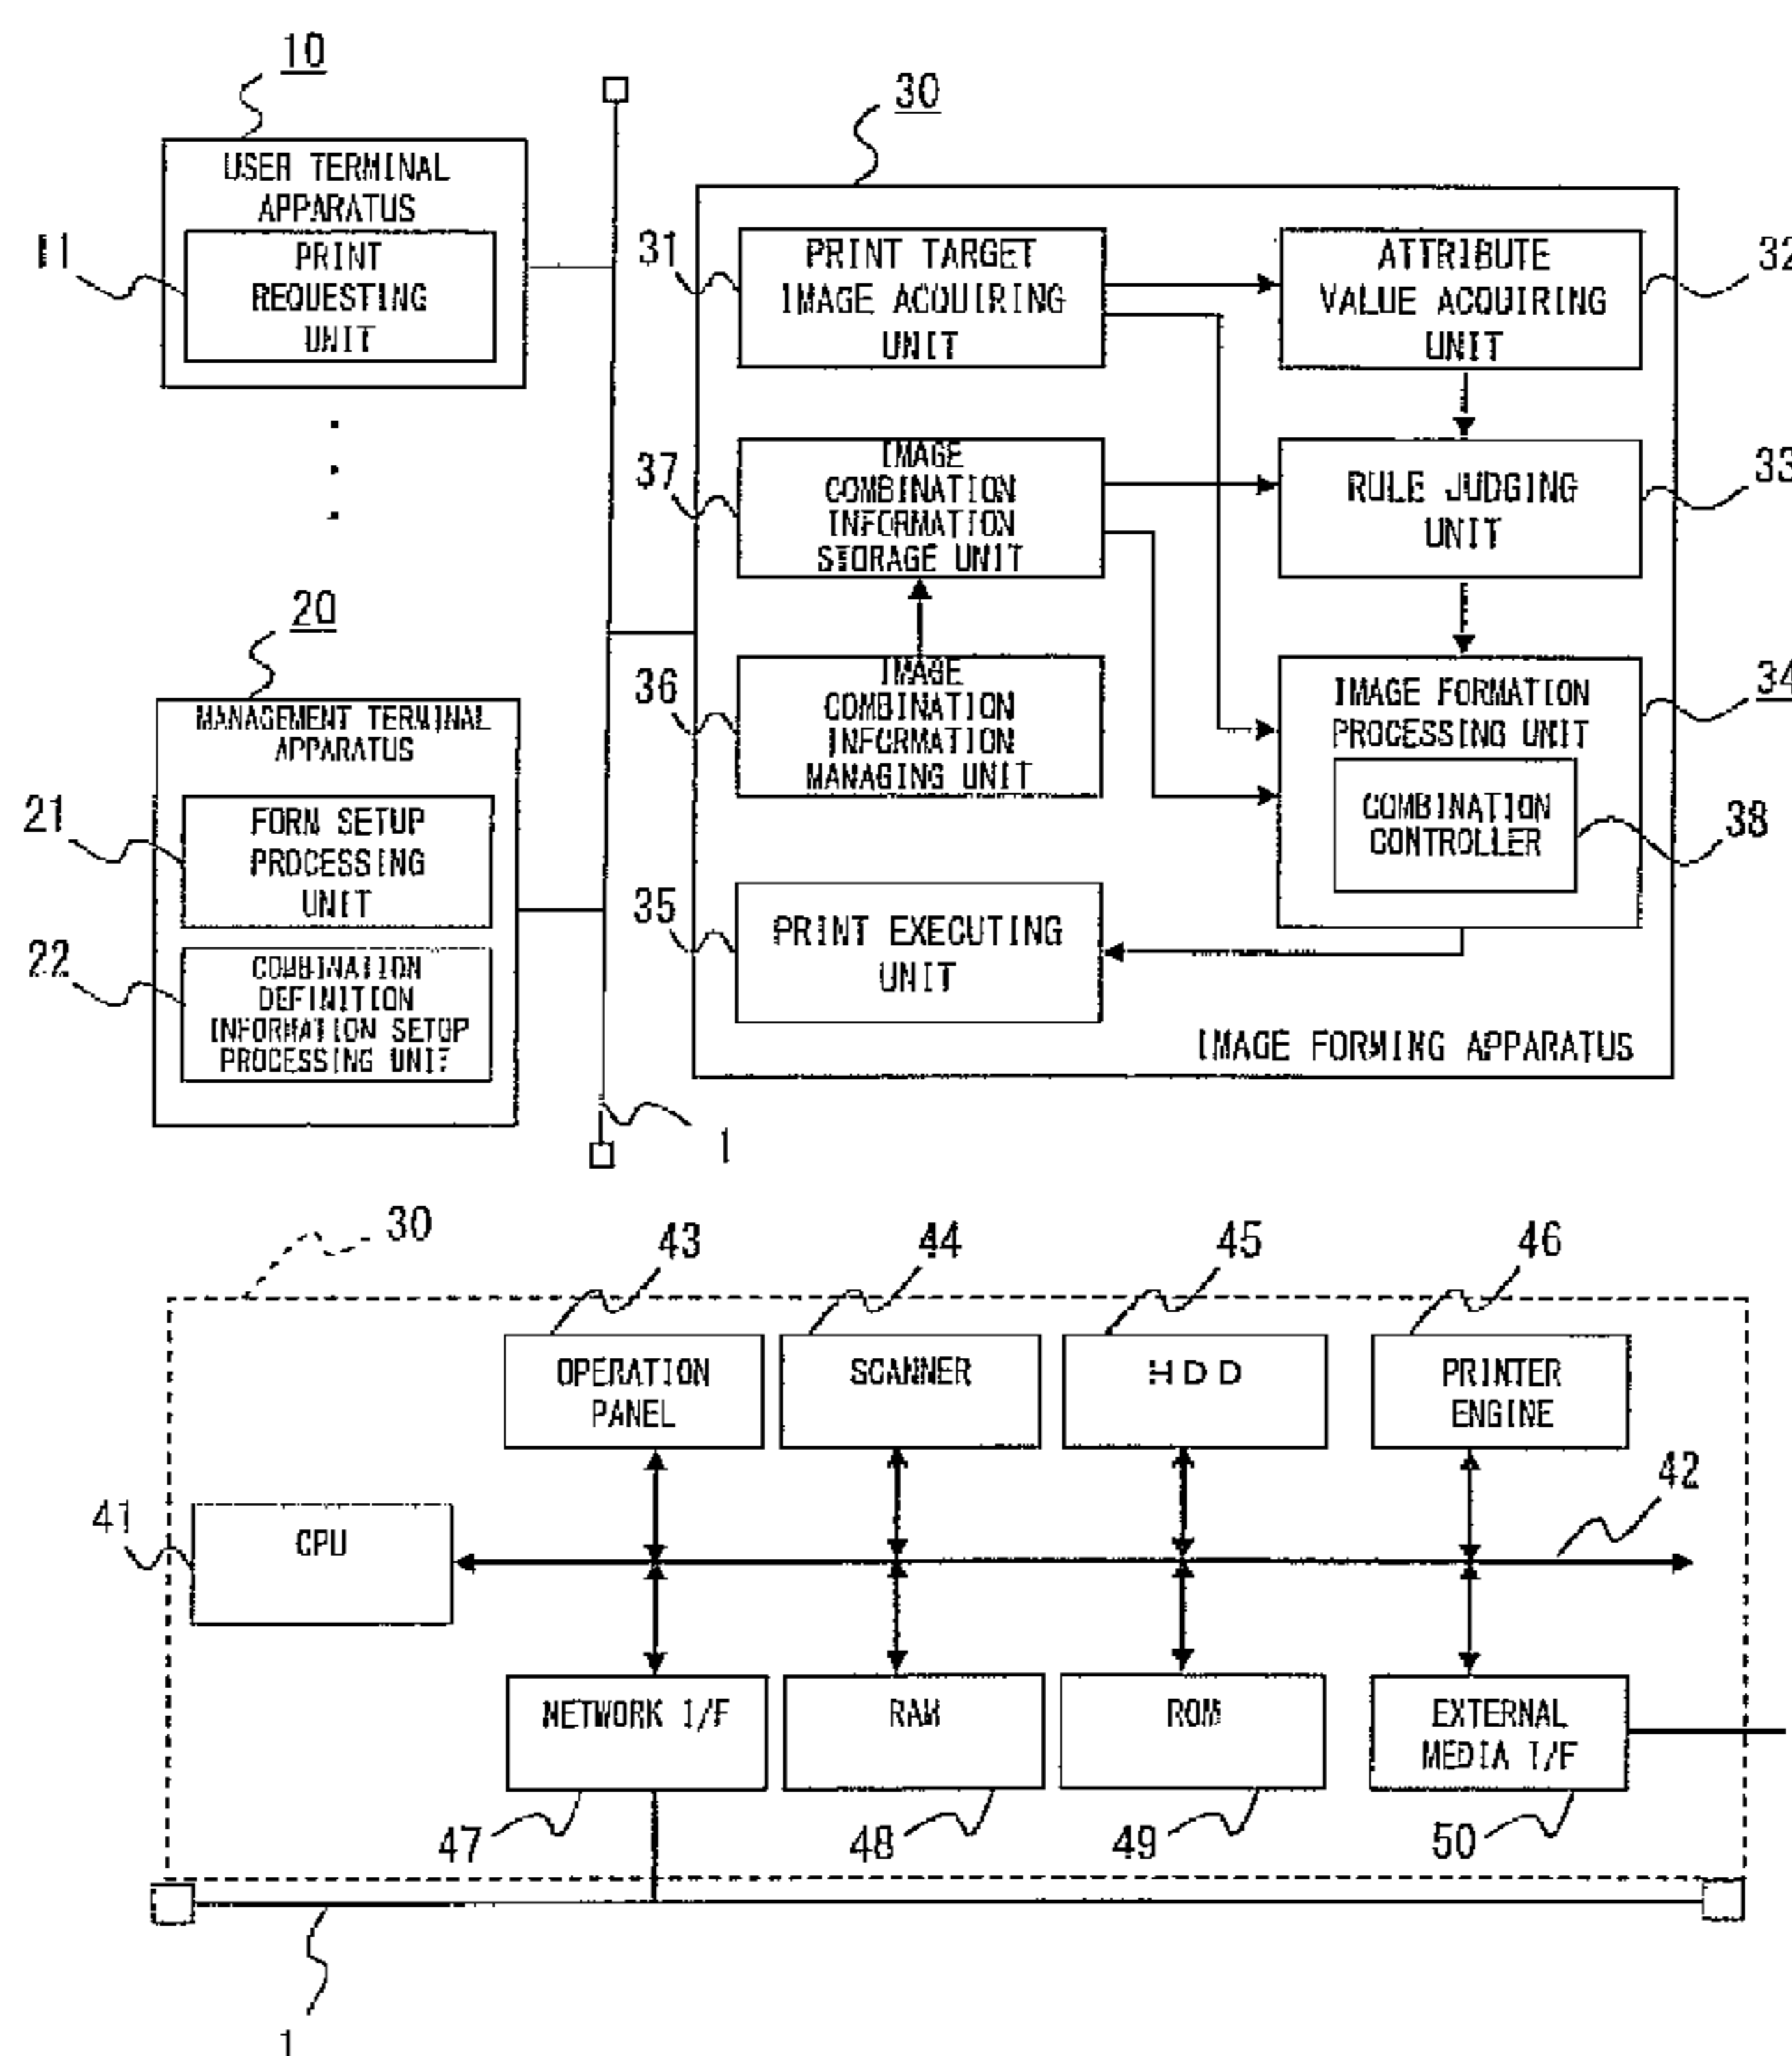 10
USER TERMINAL
APPARATUS
11
PRINT
REQUESTING
UNIT
20
MANAGEMENT TERMINAL
APPARATUS
21
FORM SETUP
PROCESSING
UNIT
22
COMBINATION
DEFINITION
INFORMATION SETUP
PROCESSING UNIT
1
30
31
PRINT TARGET
IMAGE ACQUIRING
UNIT
ATTRIBUTE
VALUE ACQUIRING
UNIT
32
37
IMAGE
COMBINATION
INFORMATION
STORAGE UNIT
RULE JUDGING
UNIT
33
36
IMAGE
COMBINATION
INFORMATION
MANAGING UNIT
IMAGE FORMATION
PROCESSING UNIT
34
COMBINATION
CONTROLLER
38
35
PRINT EXECUTING
UNIT
IMAGE FORMING APPARATUS
30
43
44
45
46
OPERATION
PANEL
SCANNER
HDD
PRINTER
ENGINE
41
CPU
42
NETWORK I/F
RAM
ROM
EXTERNAL
MEDIA I/F
47
48
49
50
1